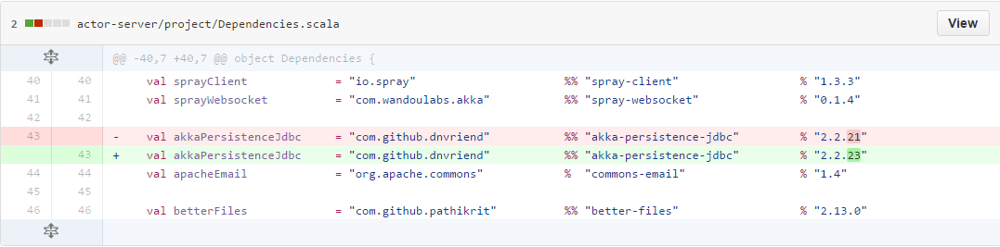 2 actor-server/project/Dependencies.scala View
@@ -40,7 +40,7 @@ object Dependencies {
40 40 val sprayClient = "io.spray" %% "spray-client" % "1.3.3"
41 41 val sprayWebsocket = "com.wandoulabs.akka" %% "spray-websocket" % "0.1.4"
42 42
43 - val akkaPersistenceJdbc = "com.github.dnvriend" %% "akka-persistence-jdbc" % "2.2.21"
43 + val akkaPersistenceJdbc = "com.github.dnvriend" %% "akka-persistence-jdbc" % "2.2.23"
44 44 val apacheEmail = "org.apache.commons" % "commons-email" % "1.4"
45 45
46 46 val betterFiles = "com.github.pathikrit" %% "better-files" % "2.13.0"